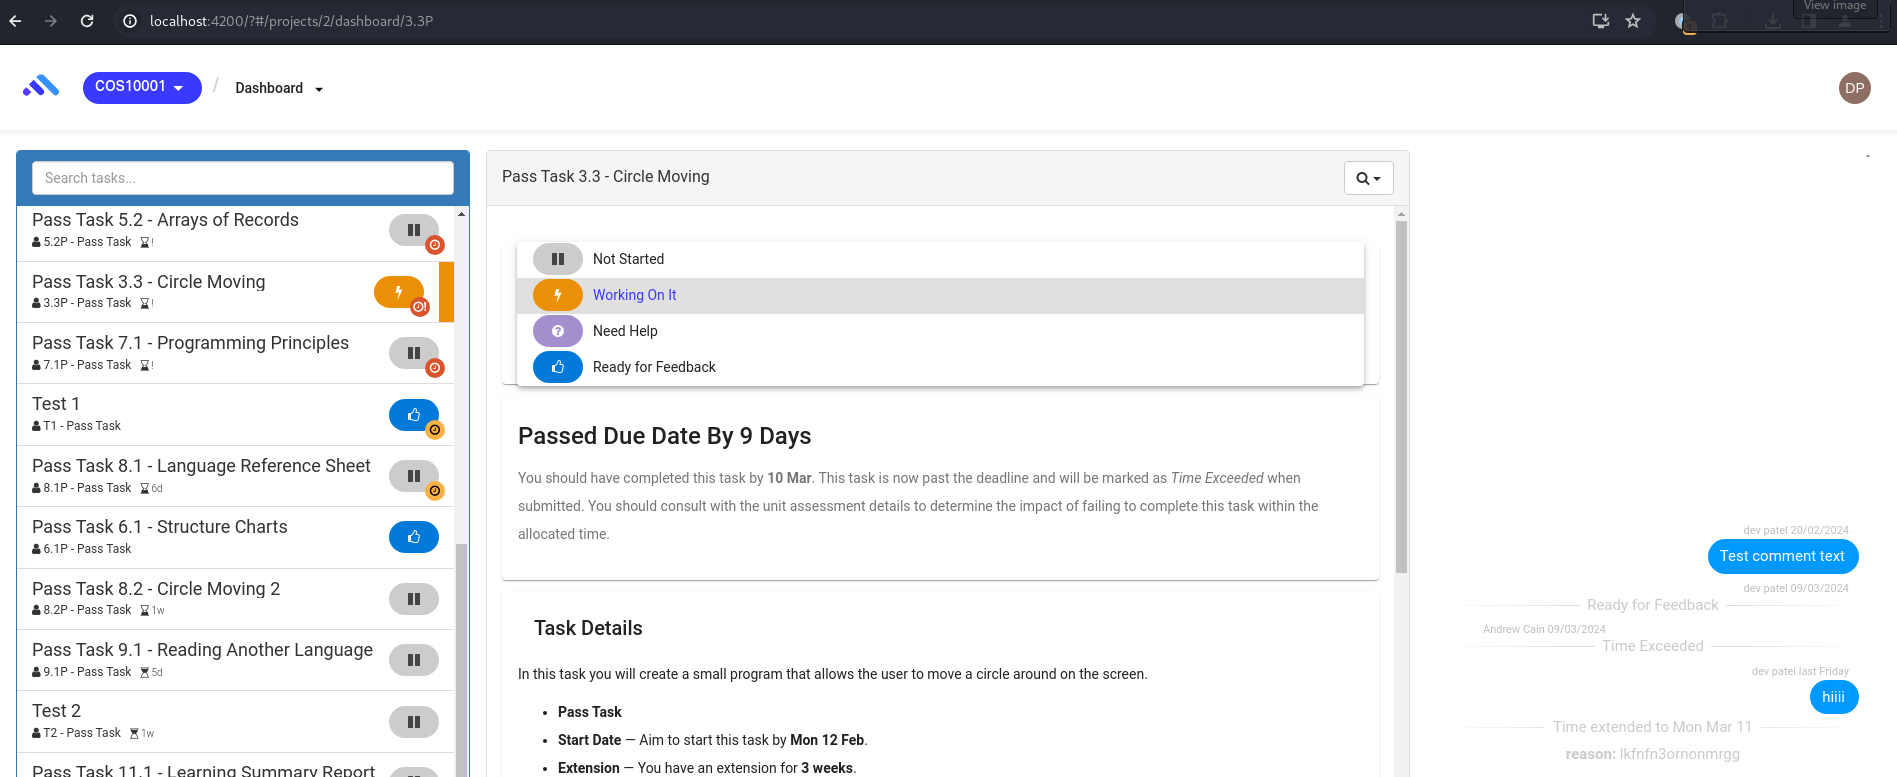 View image
localhost:4200/?#/projects/2/dashboard/3.3P
COS10001
/
Dashboard
DP
Search tasks...
Pass Task 5.2 - Arrays of Records
5.2P - Pass Task !
Pass Task 3.3 - Circle Moving
3.3P - Pass Task !
Pass Task 7.1 - Programming Principles
7.1P - Pass Task !
Test 1
T1 - Pass Task
Pass Task 8.1 - Language Reference Sheet
8.1P - Pass Task 6d
Pass Task 6.1 - Structure Charts
6.1P - Pass Task
Pass Task 8.2 - Circle Moving 2
8.2P - Pass Task 1w
Pass Task 9.1 - Reading Another Language
9.1P - Pass Task 5d
Test 2
T2 - Pass Task 1w
Pass Task 11.1 - Learning Summary Report
Pass Task 3.3 - Circle Moving
Not Started
Working On It
Need Help
Ready for Feedback
Passed Due Date By 9 Days
You should have completed this task by 10 Mar. This task is now past the deadline and will be marked as Time Exceeded when
submitted. You should consult with the unit assessment details to determine the impact of failing to complete this task within the
allocated time.
Task Details
In this task you will create a small program that allows the user to move a circle around on the screen.
• Pass Task
• Start Date — Aim to start this task by Mon 12 Feb.
• Extension — You have an extension for 3 weeks.
dev patel 20/02/2024
Test comment text
dev patel 09/03/2024
Ready for Feedback
Andrew Cain 09/03/2024
Time Exceeded
dev patel last Friday
hiiii
Time extended to Mon Mar 11
reason: lkfnfn3ornonmrgg